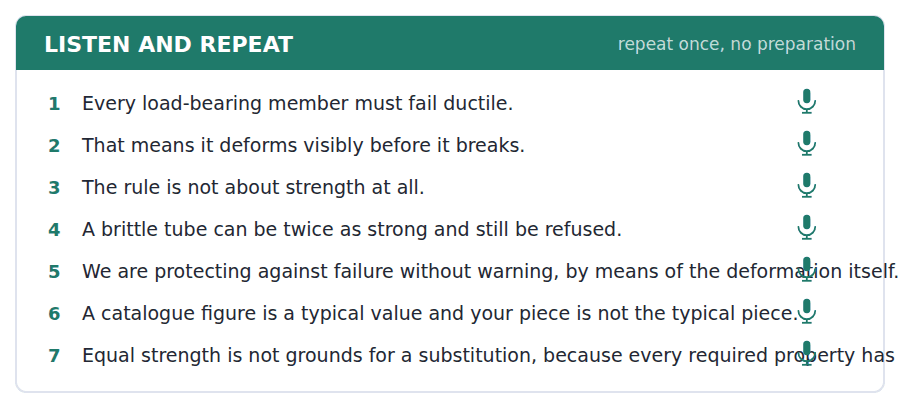 LISTEN AND REPEAT
repeat once, no preparation
1 Every load-bearing member must fail ductile.
2 That means it deforms visibly before it breaks.
3 The rule is not about strength at all.
4 A brittle tube can be twice as strong and still be refused.
5 We are protecting against failure without warning, by means of the deformation itself.
6 A catalogue figure is a typical value and your piece is not the typical piece.
7 Equal strength is not grounds for a substitution, because every required property has